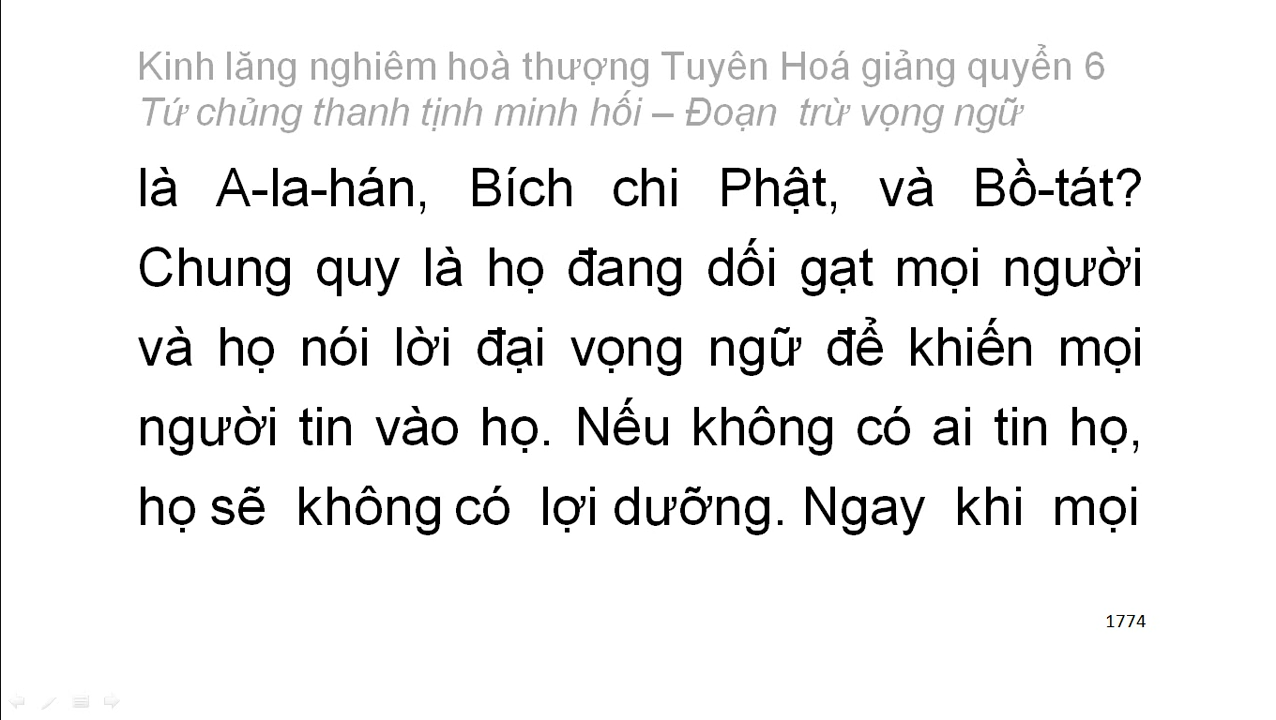 Kinh lăng nghiêm hoà thượng Tuyên Hoá giảng quyển 6
Tứ chủng thanh tịnh minh hối – Đoạn trừ vọng ngữ
là A-la-hán, Bích chi Phật, và Bồ-tát?
Chung quy là họ đang dối gạt mọi người
và họ nói lời đại vọng ngữ để khiến mọi
người tin vào họ. Nếu không có ai tin họ,
họ sẽ không có lợi dưỡng. Ngay khi mọi
1774